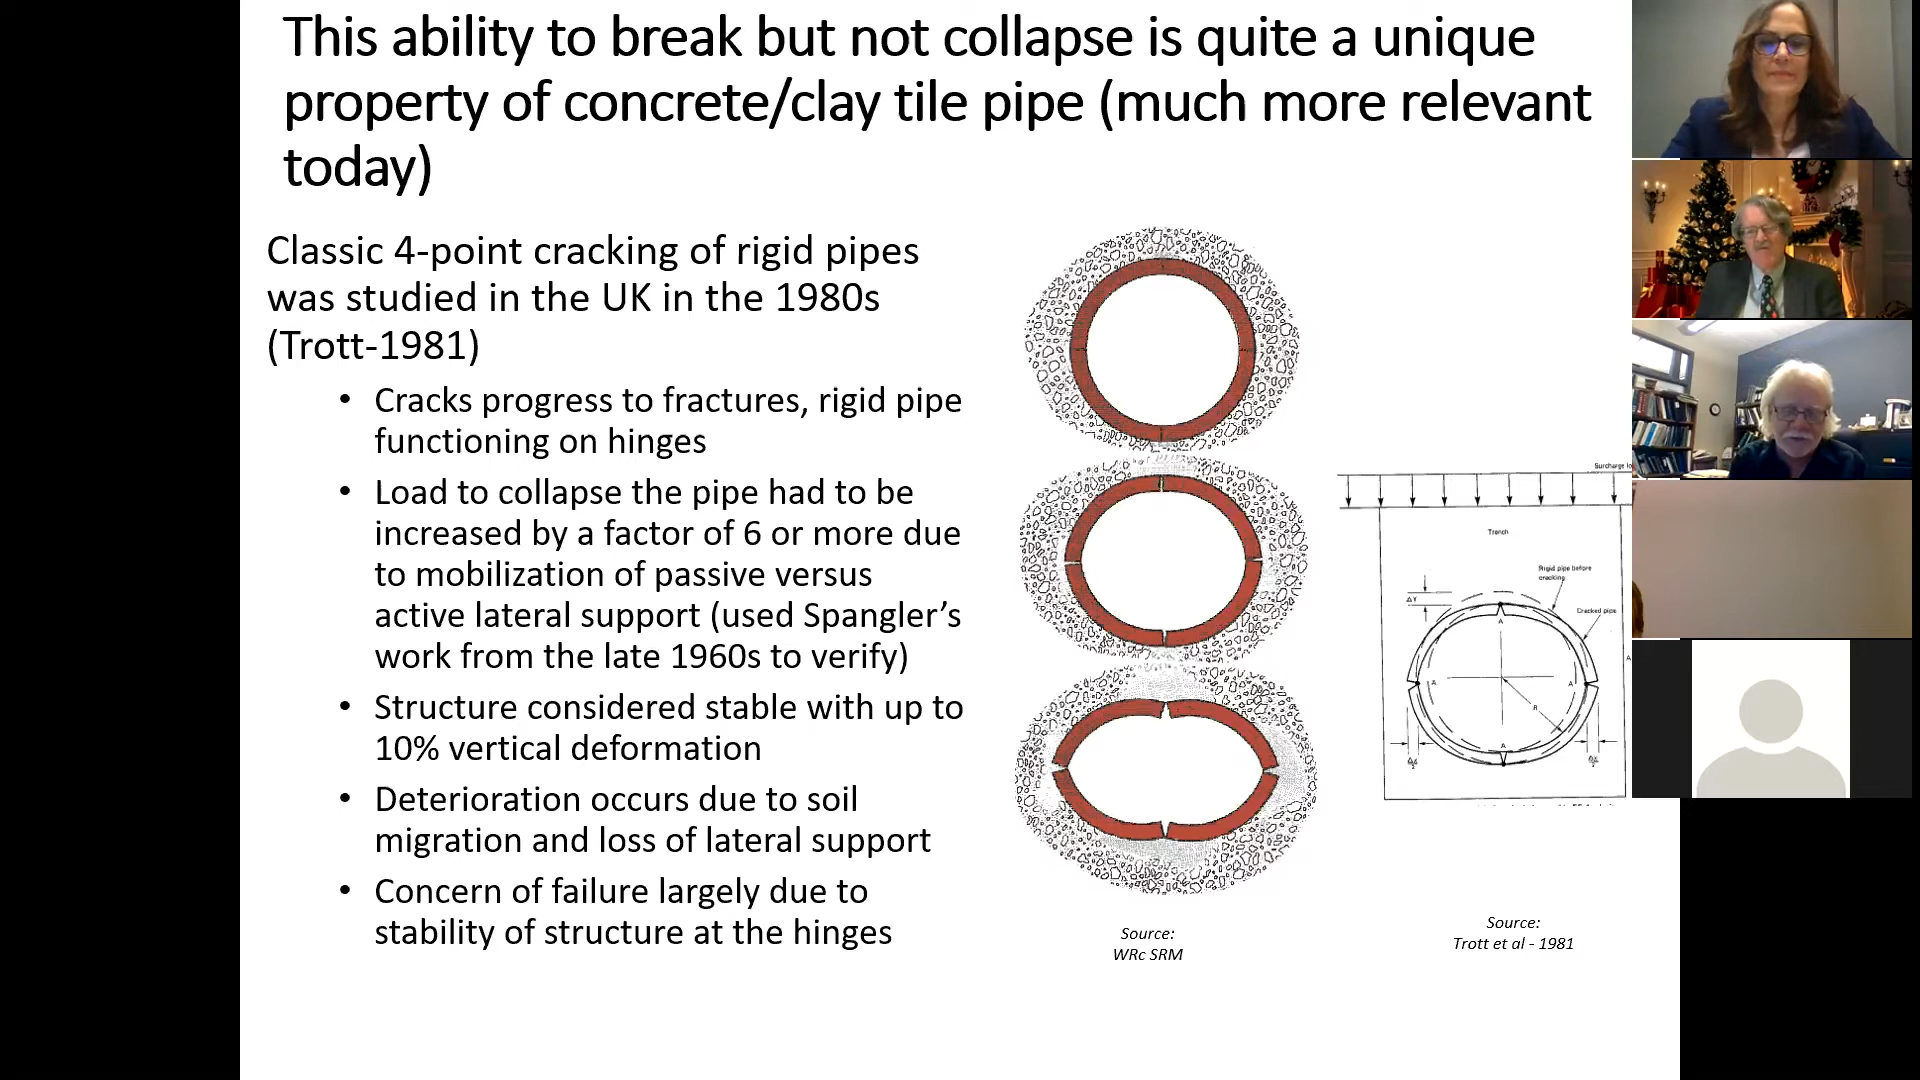 This ability to break but not collapse is quite a unique
property of concrete/clay tile pipe (much more relevant
today)
Classic 4-point cracking of rigid pipes
was studied in the UK in the 1980s
(Trott-1981)
• Cracks progress to fractures, rigid pipe
functioning on hinges
• Load to collapse the pipe had to be
increased by a factor of 6 or more due
to mobilization of passive versus
active lateral support (used Spangler’s
work from the late 1960s to verify)
• Structure considered stable with up to
10% vertical deformation
• Deterioration occurs due to soil
migration and loss of lateral support
• Concern of failure largely due to
stability of structure at the hinges
Source:
WRc SRM
Surcharge lo
Trench
Rigid pipe before
cracking
ΔY
Cracked pipe
A
A
A
A
R
A
Source:
Trott et al - 1981